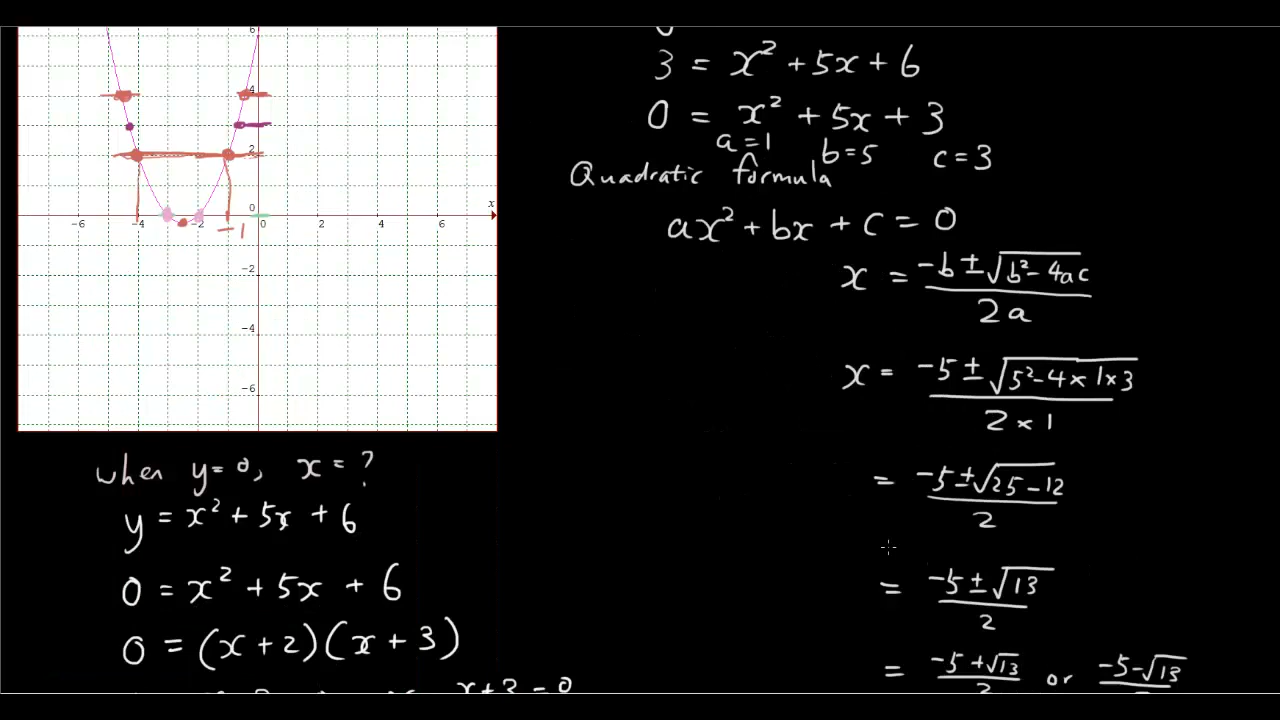 6
4
2
0
x
-6 -4 -2 0 2 4 6
-1
-2
-4
-6
when y=0, x=?
y = x² + 5x + 6
0 = x² + 5x + 6
0 = (x+2)(x+3)
x+3=0
3 = x² + 5x + 6
0 = x² + 5x + 3
a=1 b=5 c=3
Quadratic formula
ax² + bx + c = 0
x = (-b ± √(b² - 4ac)) / 2a
x = (-5 ± √(5² - 4×1×3)) / (2×1)
= (-5 ± √(25-12)) / 2
= (-5 ± √13) / 2
= (-5 + √13) / 2 or -5 - √13